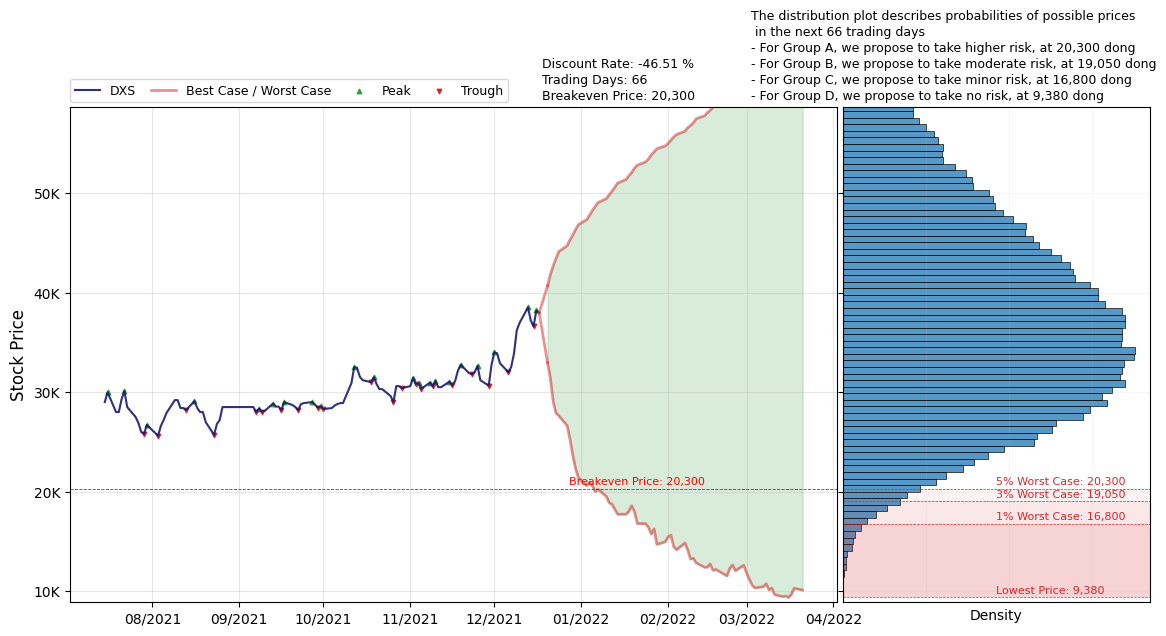 The distribution plot describes probabilities of possible prices
in the next 66 trading days
- For Group A, we propose to take higher risk, at 20,300 dong
- For Group B, we propose to take moderate risk, at 19,050 dong
- For Group C, we propose to take minor risk, at 16,800 dong
- For Group D, we propose to take no risk, at 9,380 dong
Discount Rate: -46.51 %
Trading Days: 66
Breakeven Price: 20,300
DXS
Best Case / Worst Case
Peak
Trough
Stock Price
50K
40K
30K
20K
10K
Breakeven Price: 20,300
5% Worst Case: 20,300
3% Worst Case: 19,050
1% Worst Case: 16,800
Lowest Price: 9,380
08/2021
09/2021
10/2021
11/2021
12/2021
01/2022
02/2022
03/2022
04/2022
Density